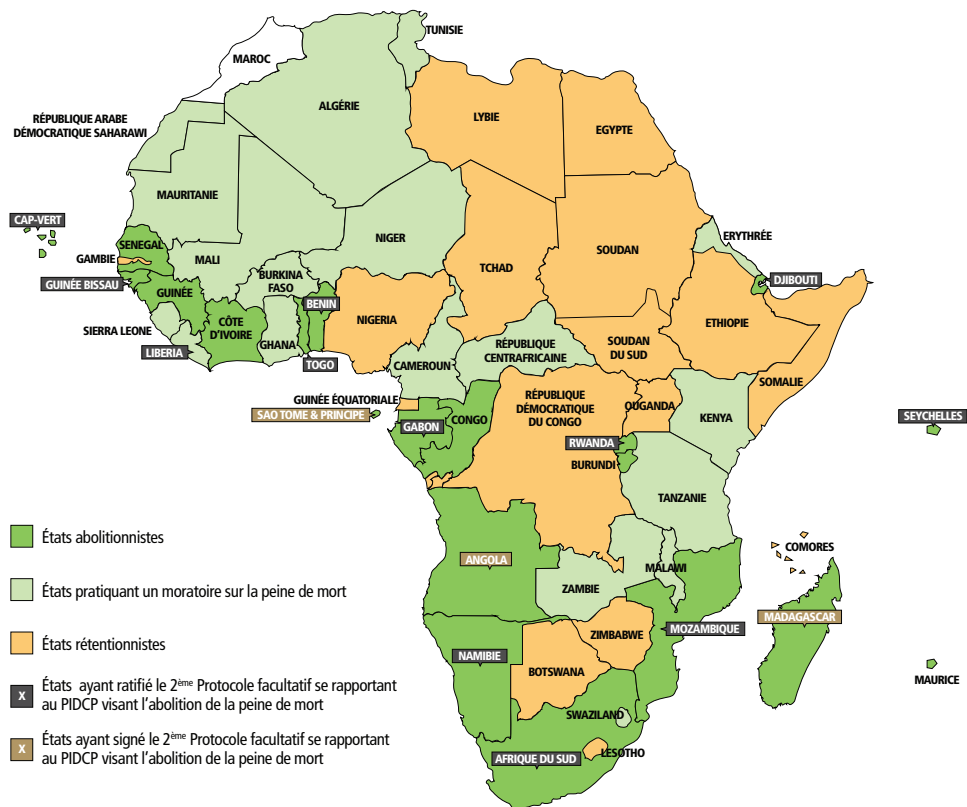 TUNISIE
MAROC
ALGÉRIE
LYBIE
EGYPTE
RÉPUBLIQUE ARABE
DÉMOCRATIQUE SAHARAWI
MAURITANIE
CAP-VERT
SENEGAL
MALI
NIGER
TCHAD
SOUDAN
ERYTHRÉE
GAMBIE
GUINÉE BISSAU
GUINÉE
BURKINA
FASO
BENIN
NIGERIA
DJIBOUTI
SIERRA LEONE
CÔTE
D'IVOIRE
GHANA
LIBERIA
TOGO
CAMEROUN
RÉPUBLIQUE
CENTRAFRICAINE
SOUDAN
DU SUD
ETHIOPIE
SOMALIE
GUINÉE ÉQUATORIALE
SAO TOME & PRINCIPE
GABON
CONGO
RÉPUBLIQUE
DÉMOCRATIQUE
DU CONGO
OUGANDA
KENYA
SEYCHELLES
RWANDA
BURUNDI
TANZANIE
COMORES
ANGOLA
ZAMBIE
MALAWI
MADAGASCAR
MOZAMBIQUE
NAMIBIE
ZIMBABWE
BOTSWANA
MAURICE
SWAZILAND
LESOTHO
AFRIQUE DU SUD
États abolitionnistes
États pratiquant un moratoire sur la peine de mort
États rétentionnistes
X États ayant ratifié le 2ème Protocole facultatif se rapportant
au PIDCP visant l'abolition de la peine de mort
X États ayant signé le 2ème Protocole facultatif se rapportant
au PIDCP visant l'abolition de la peine de mort